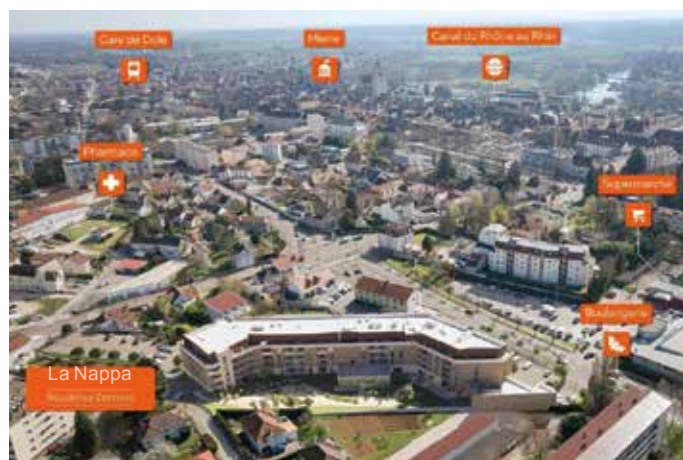 Gare de Dole
Mairie
Canal du Rhône au Rhin
Pharmacie
Supermarché
Boulangerie
La Nappa
Résidence Domitys